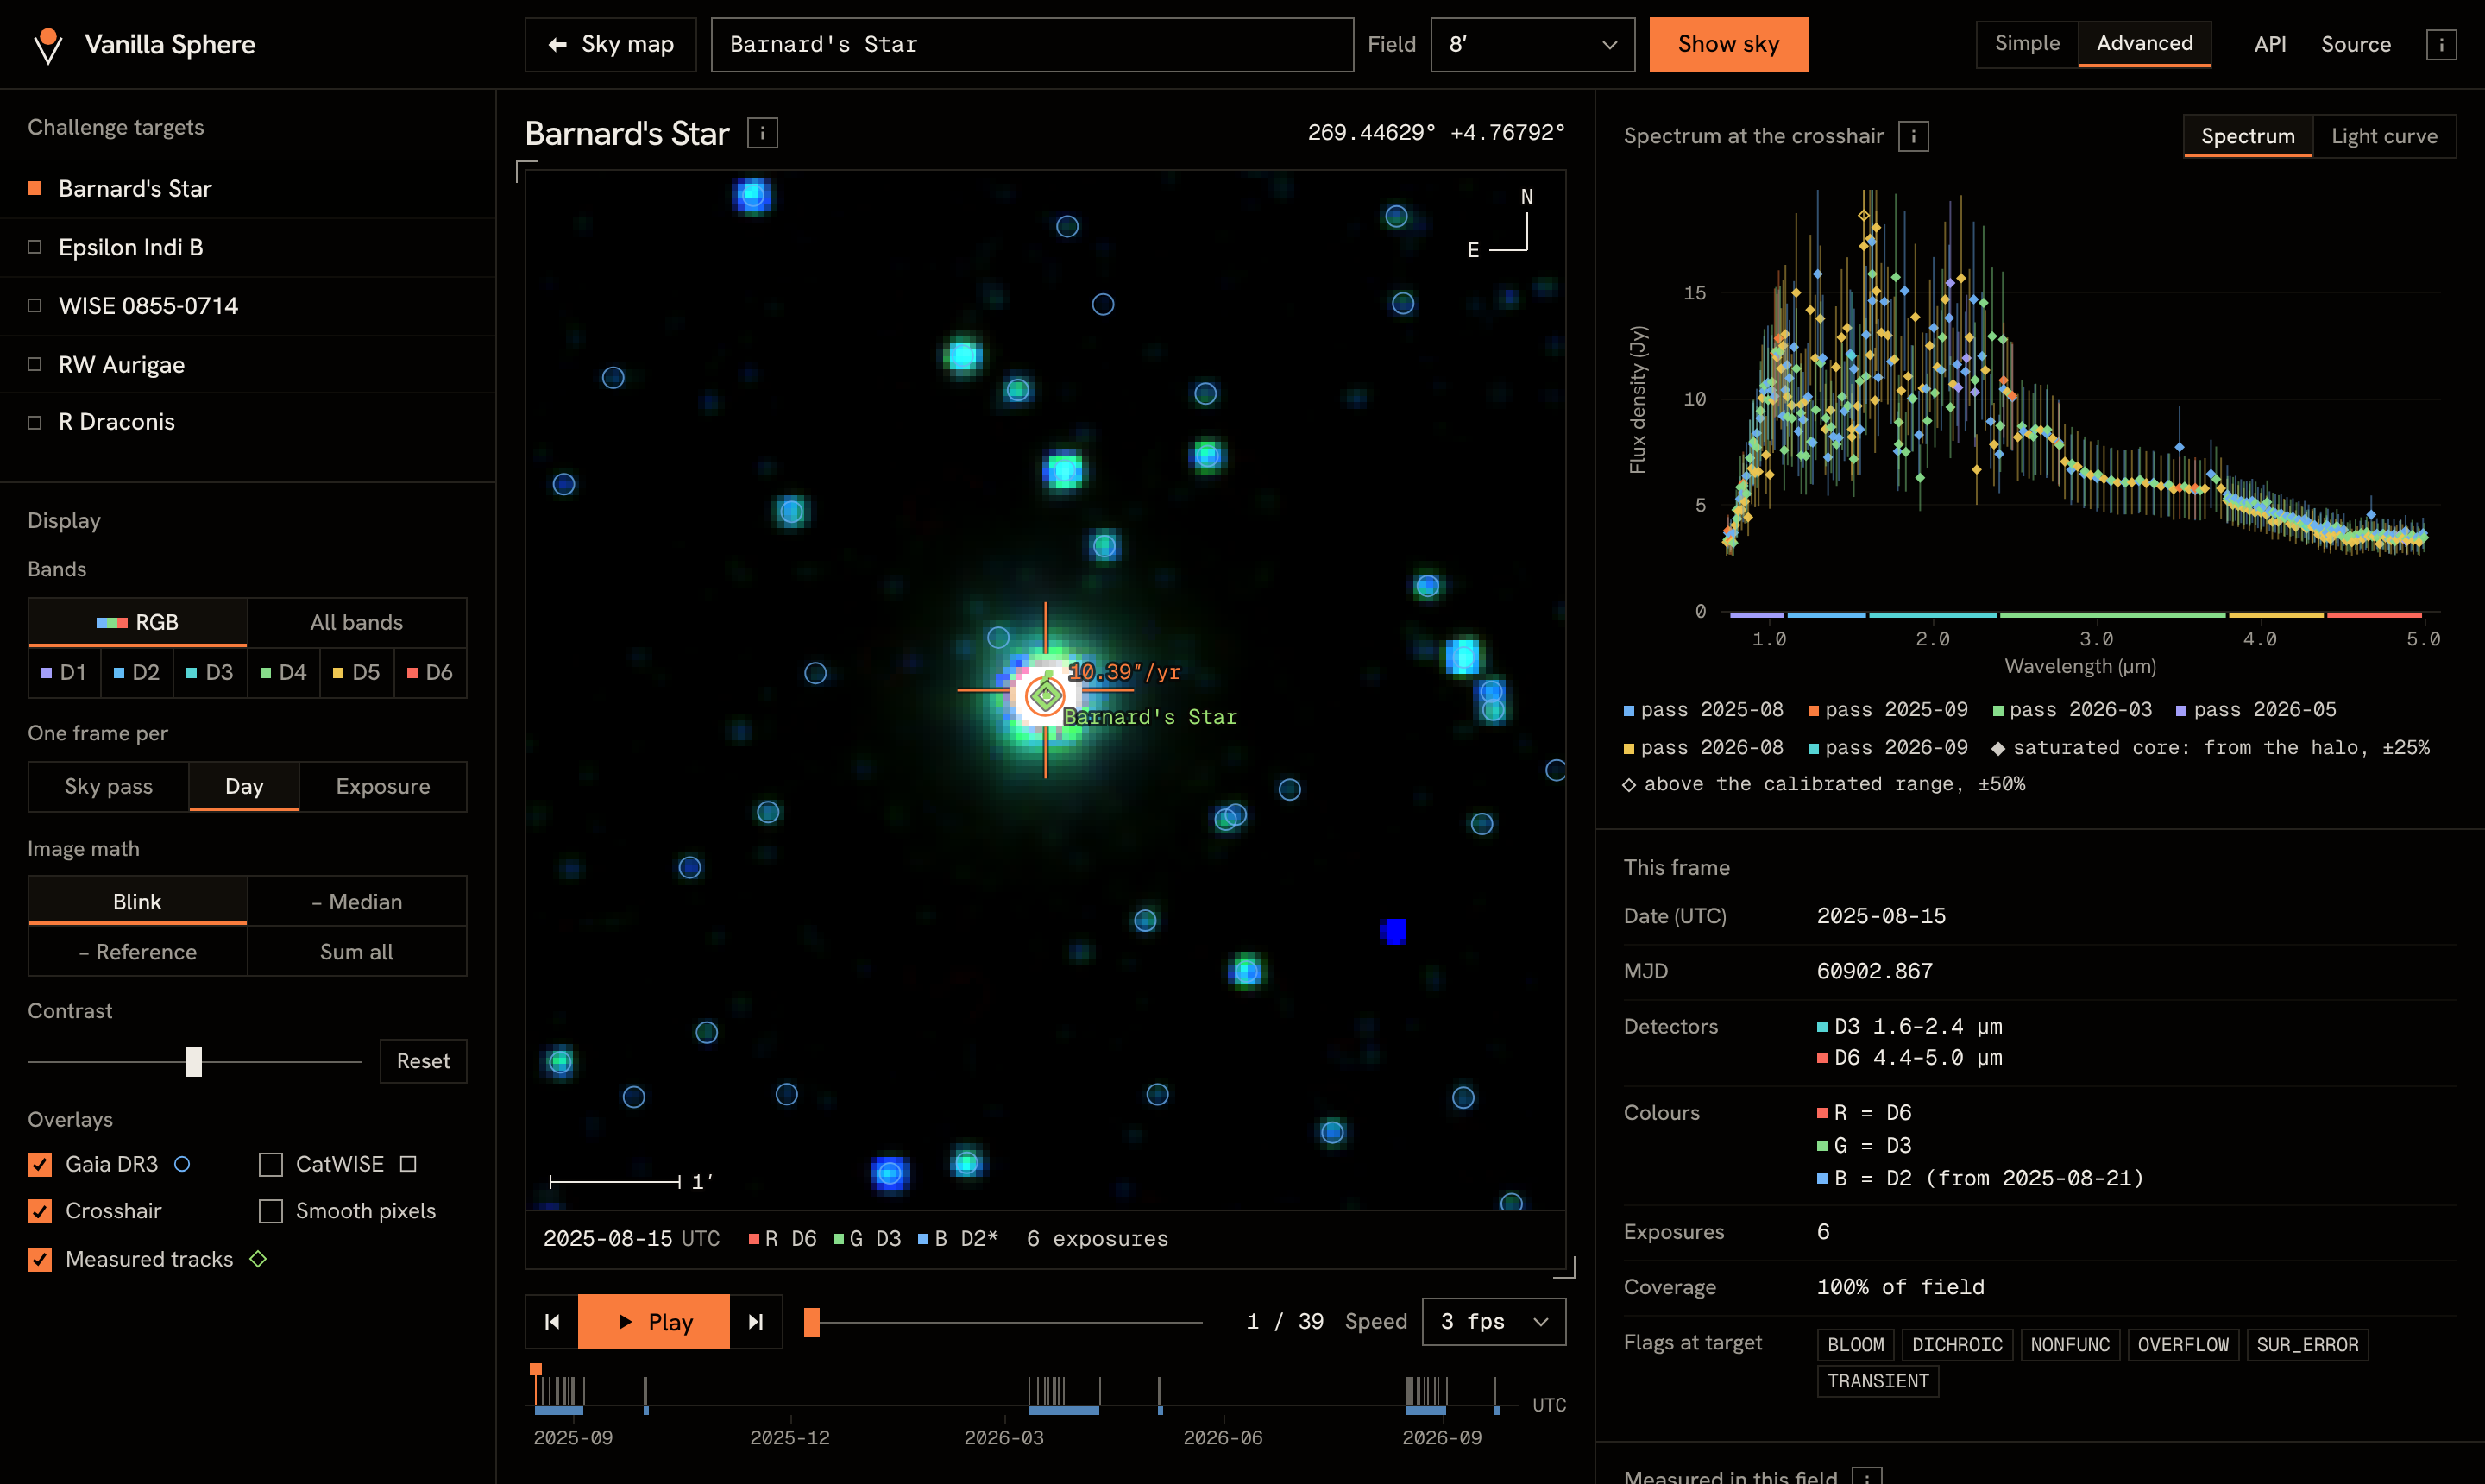 Vanilla Sphere
Sky map
Barnard's Star
Field
8′
Show sky
Simple
Advanced
API
Source
i
Challenge targets
Barnard's Star
Epsilon Indi B
WISE 0855-0714
RW Aurigae
R Draconis
Display
Bands
RGB
All bands
D1
D2
D3
D4
D5
D6
One frame per
Sky pass
Day
Exposure
Image math
Blink
− Median
− Reference
Sum all
Contrast
Reset
Overlays
Gaia DR3
CatWISE
Crosshair
Smooth pixels
Measured tracks
Barnard's Star
i
269.44629° +4.76792°
N
E
10.39″/yr
Barnard's Star
1′
2025-08-15 UTC
R D6
G D3
B D2*
6 exposures
Play
1 / 39
Speed
3 fps
UTC
2025-09
2025-12
2026-03
2026-06
2026-09
Spectrum at the crosshair
i
Spectrum
Light curve
Flux density (Jy)
15
10
5
0
1.0
2.0
3.0
4.0
5.0
Wavelength (µm)
pass 2025-08
pass 2025-09
pass 2026-03
pass 2026-05
pass 2026-08
pass 2026-09
saturated core: from the halo, ±25%
above the calibrated range, ±50%
This frame
Date (UTC)
2025-08-15
MJD
60902.867
Detectors
D3 1.6–2.4 µm
D6 4.4–5.0 µm
Colours
R = D6
G = D3
B = D2 (from 2025-08-21)
Exposures
6
Coverage
100% of field
Flags at target
BLOOM
DICHROIC
NONFUNC
OVERFLOW
SUR_ERROR
TRANSIENT
Measured in this field
i